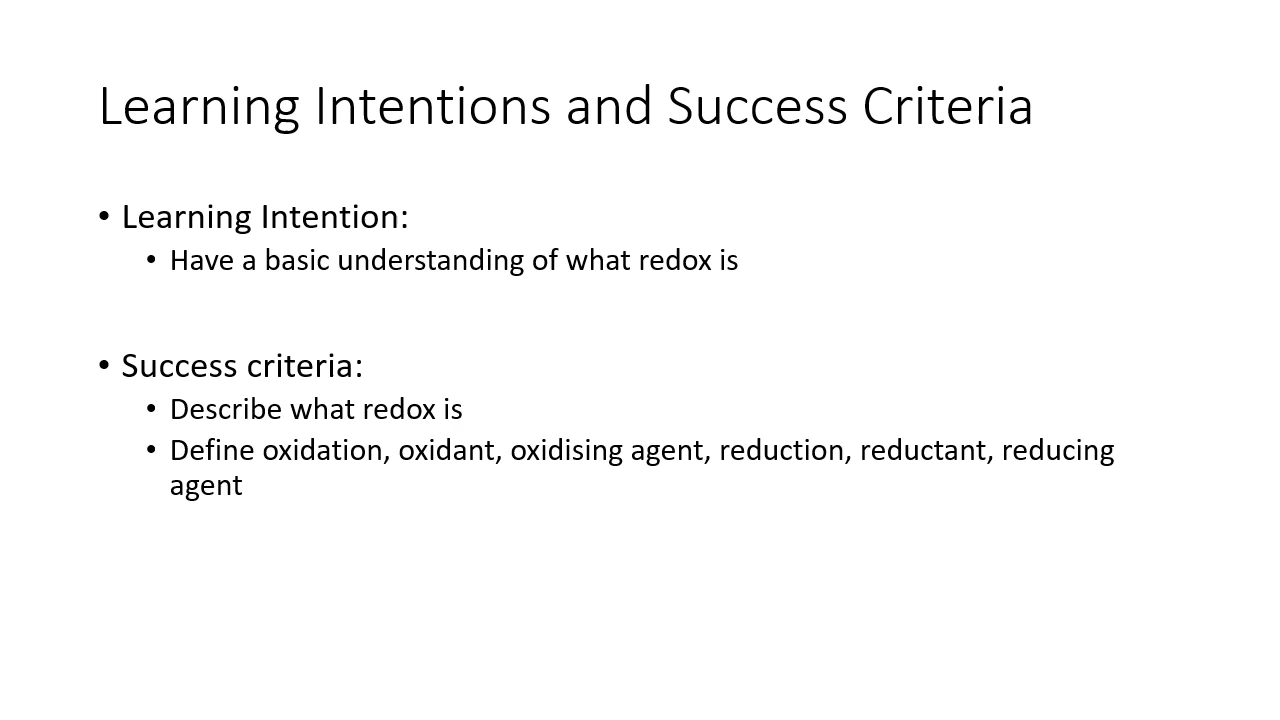 Learning Intentions and Success Criteria
• Learning Intention:
• Have a basic understanding of what redox is
• Success criteria:
• Describe what redox is
• Define oxidation, oxidant, oxidising agent, reduction, reductant, reducing
agent